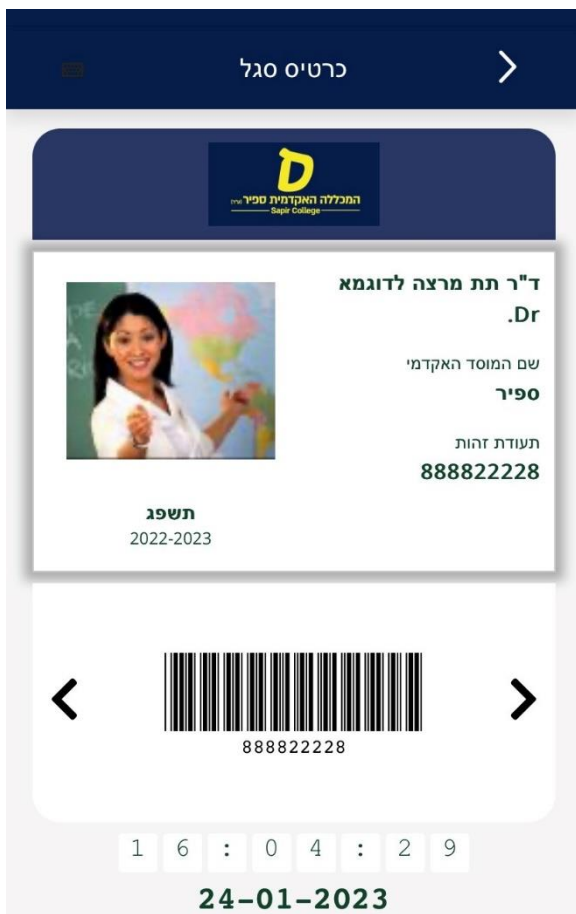 כרטיס סגל
ס
המכללה האקדמית ספיר
Sapir College
ד"ר תת מרצה לדוגמא
.Dr
שם המוסד האקדמי
ספיר
תעודת זהות
888822228
תשפג
2022-2023
888822228
16:04:29
24-01-2023